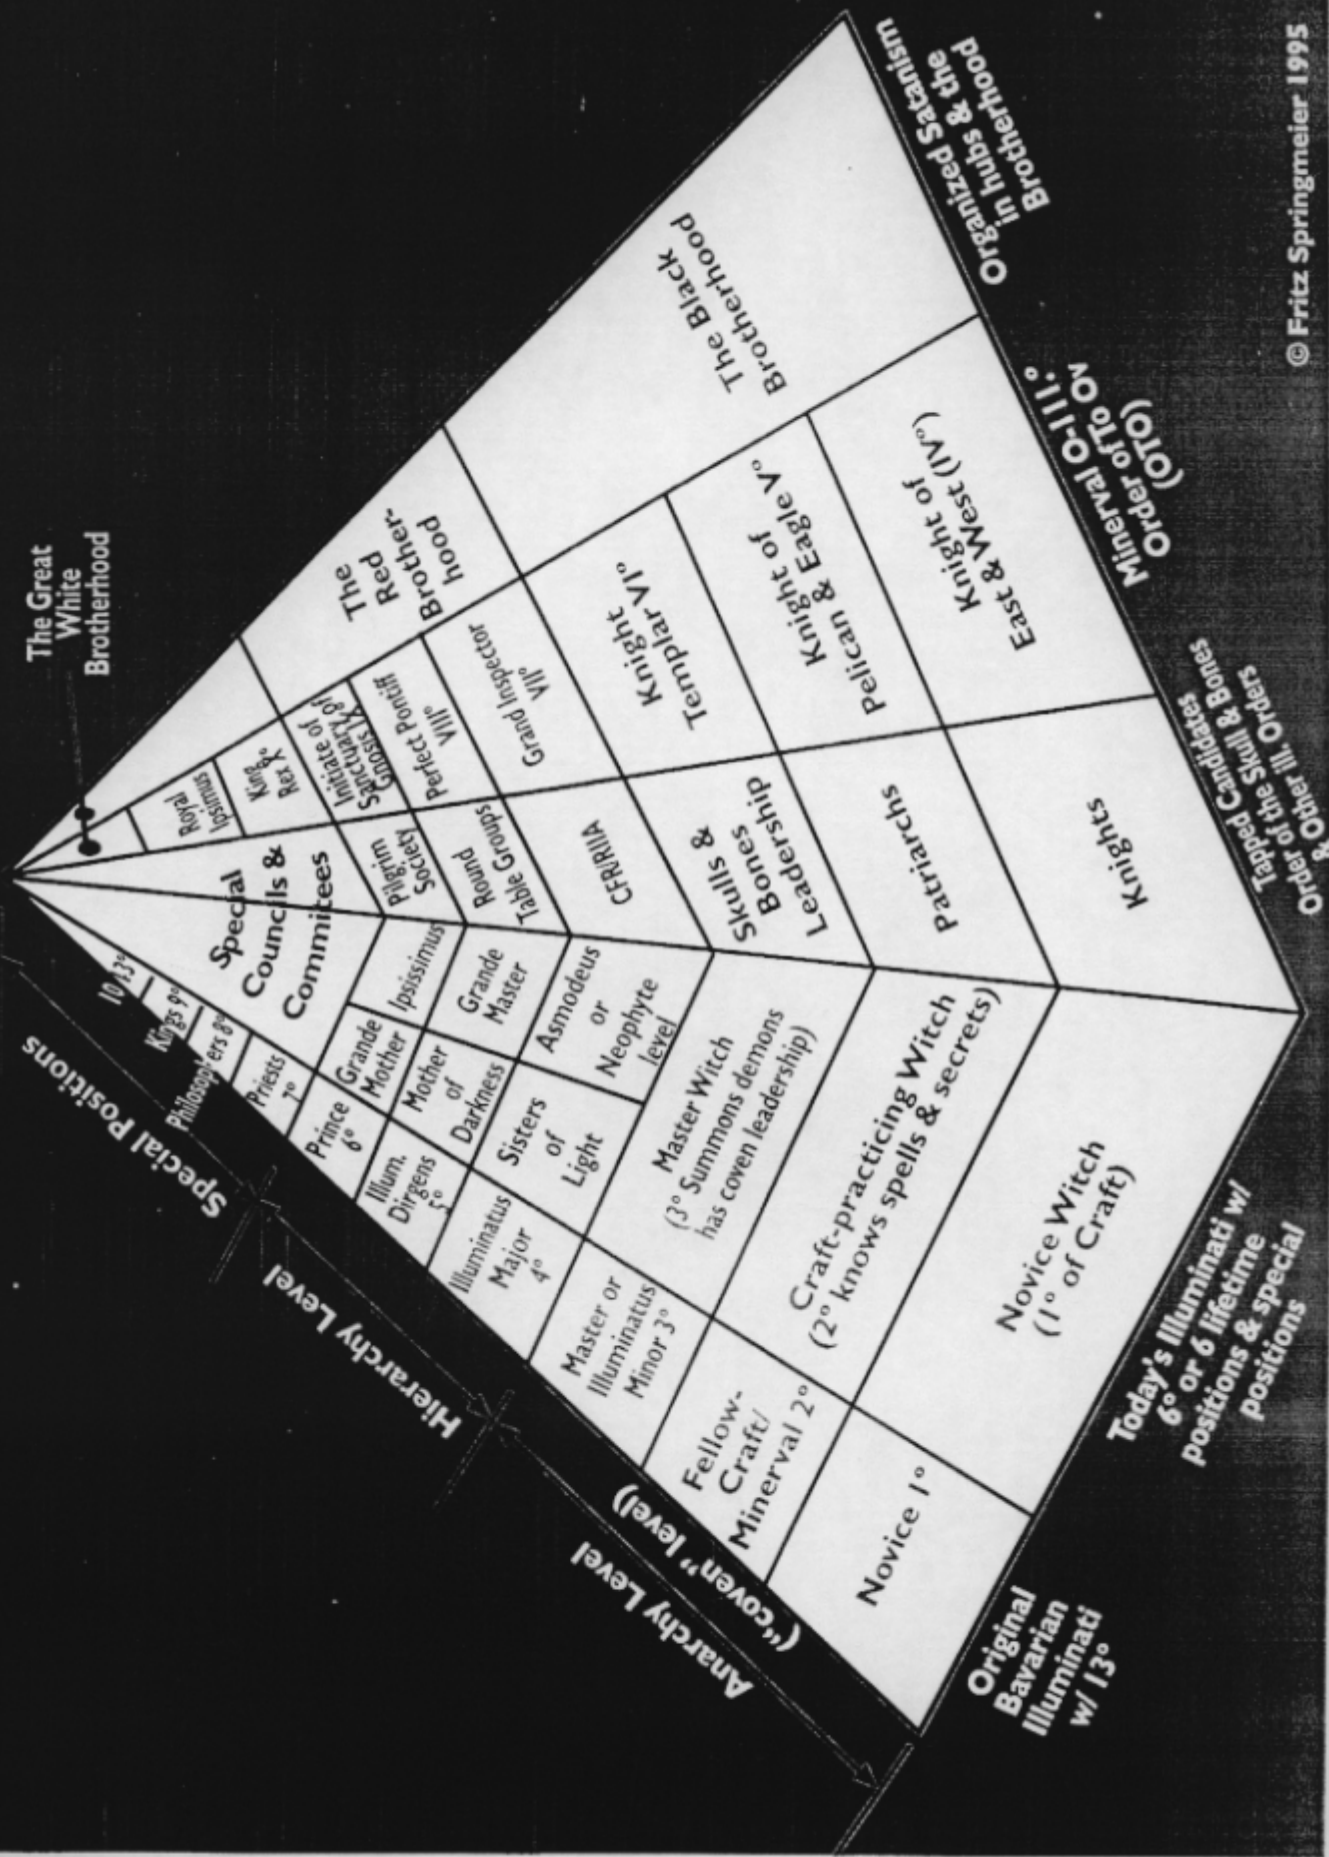 The Great
White
Brotherhood
Special Positions
Hierarchy Level
Anarchy Level
("coven" level)
10-13°
Kings 9°
Philosophers 8°
Priests
7°
Prince
6°
Illum.
Dirgens
5°
Illuminatus
Major
4°
Master or
Illuminatus
Minor 3°
Fellow-
Craft/
Minerval 2°
Novice 1°
Original
Bavarian
Illuminati
w/ 13°
Special
Councils &
Committees
Grande
Mother
Ipsissimus
Mother
of
Darkness
Grande
Master
Sisters
of
Light
Asmodeus
or
Neophyte
level
Master Witch
(3° Summons demons
has coven leadership)
Craft-practicing Witch
(2° knows spells & secrets)
Novice Witch
(1° of Craft)
Today's Illuminati w/
6° or 6 lifetime
positions & special
positions
Pilgrim
Society
Round
Table Groups
CFR/RIIA
Skulls &
Bones
Leadership
Patriarchs
Knights
Tapped Candidates
Order of the Skull & Bones
& Other ill. Orders
Royal
Ipsimus
King
Rex X°
Initiate of
Sanctuary of
Gnosis IX°
Perfect Pontiff
VIII°
Grand Inspector
VII°
Knight
Templar VI°
Knight of
Pelican & Eagle V°
Knight of
East & West (IV°)
Minerval O-IIII.°
Order of To Ov
(OTO)
The
Red
Brother-
hood
The Black
Brotherhood
Organized Satanism
in hubs & the
Brotherhood
© Fritz Springmeier 1995